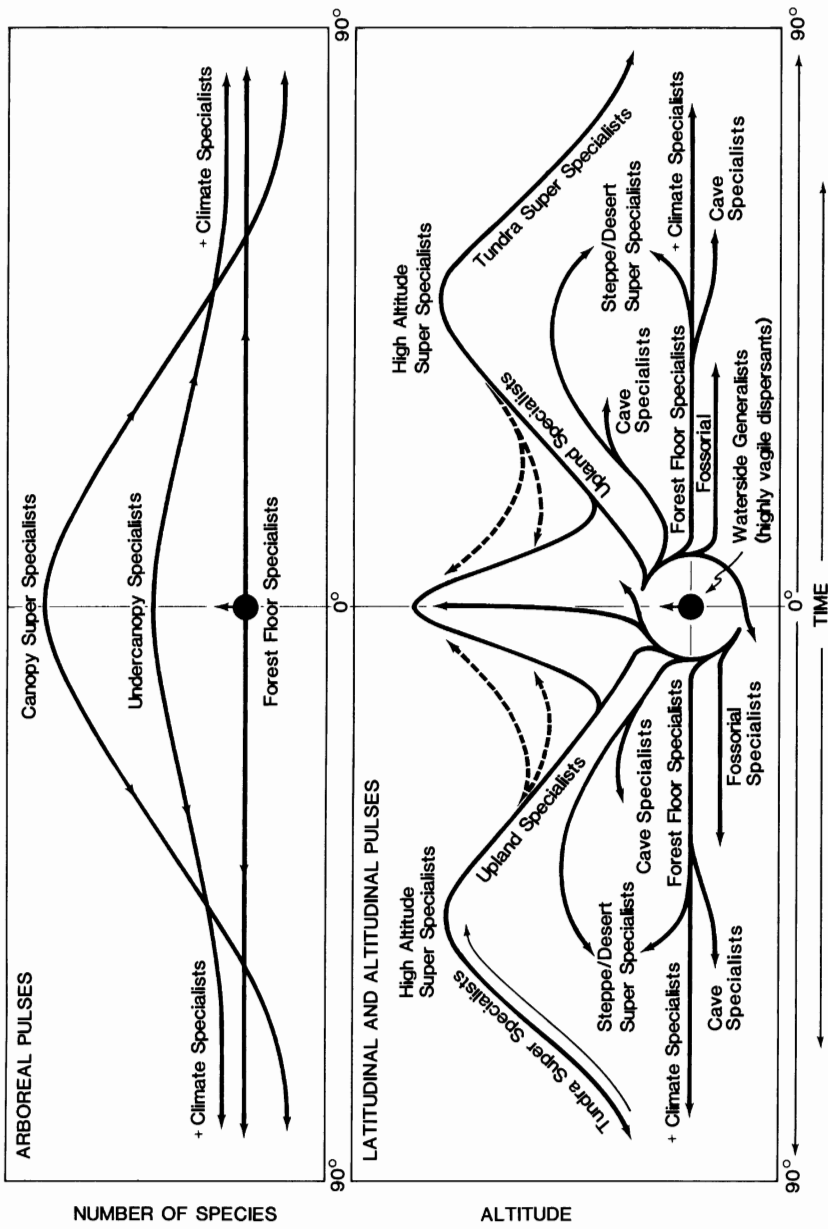 ARBOREAL PULSES
Canopy Super Specialists
Undercanopy Specialists
+ Climate Specialists
+ Climate Specialists
Forest Floor Specialists
NUMBER OF SPECIES
90°
0°
90°
LATITUDINAL AND ALTITUDINAL PULSES
High Altitude
Super Specialists
High Altitude
Super Specialists
Tundra Super Specialists
Upland Specialists
Upland Specialists
Tundra Super Specialists
Steppe/Desert
Super Specialists
Cave Specialists
Cave
Specialists
Steppe/Desert
Super Specialists
+ Climate Specialists
Forest Floor Specialists
Forest Floor Specialists
+ Climate Specialists
Cave
Specialists
Fossorial
Specialists
Fossorial
Cave
Specialists
Waterside Generalists
(highly vagile dispersants)
ALTITUDE
90°
0°
90°
TIME